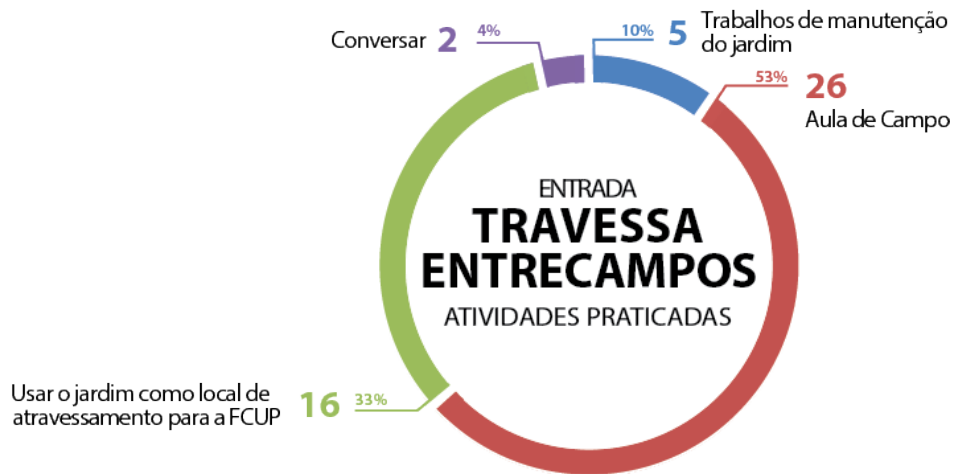 Conversar 2 4%
10% 5 Trabalhos de manutenção
do jardim
53% 26
Aula de Campo
ENTRADA
TRAVESSA
ENTRECAMPOS
ATIVIDADES PRATICADAS
Usar o jardim como local de
atravessamento para a FCUP 16 33%